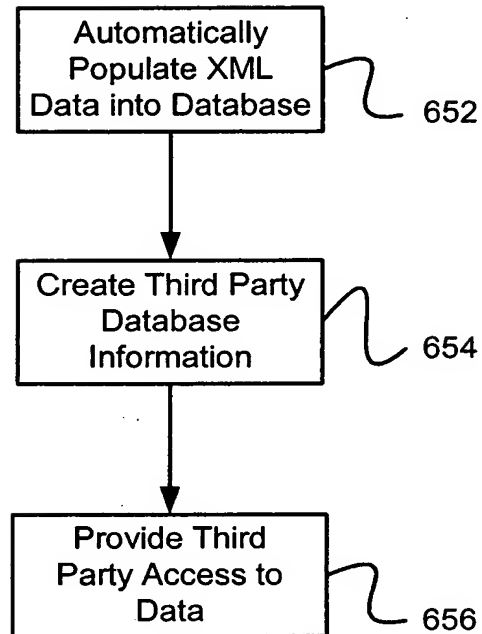 Automatically
Populate XML
Data into Database
652
Create Third Party
Database
Information
654
Provide Third
Party Access to
Data
656